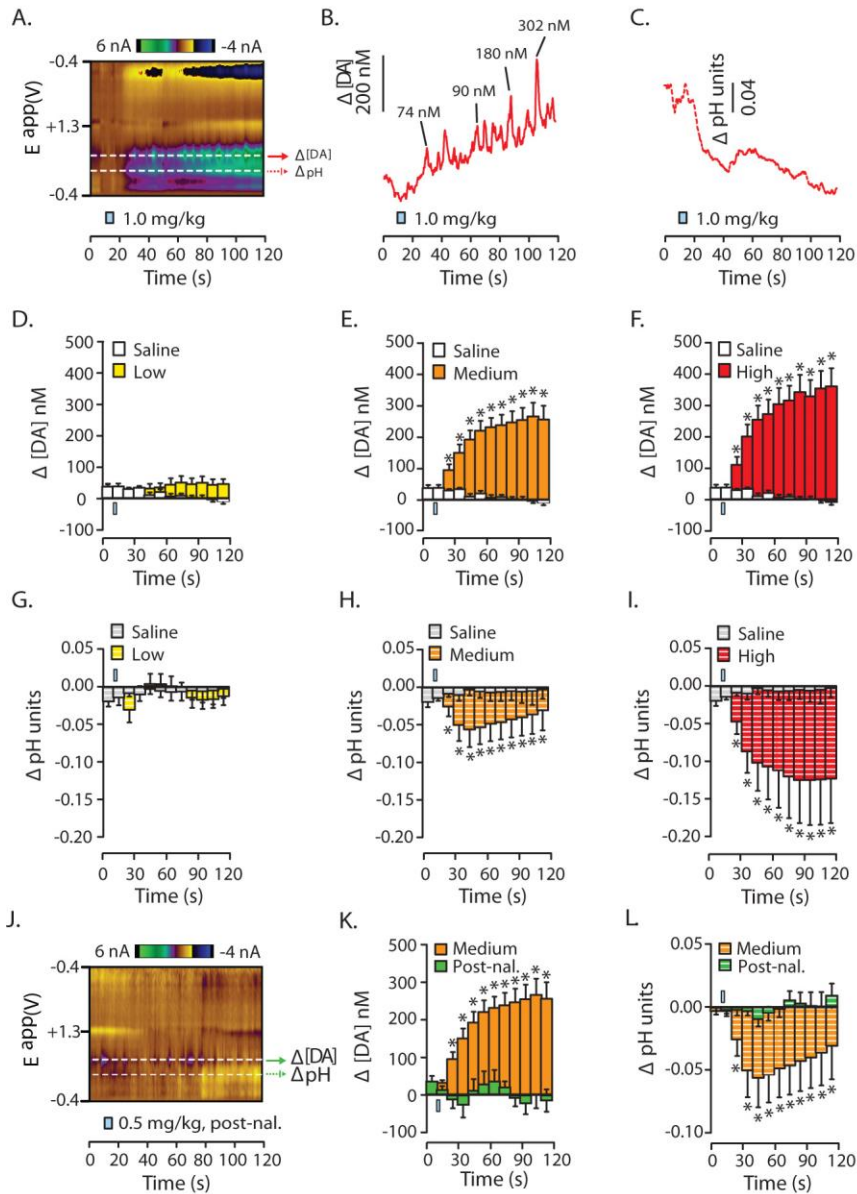 A.
6 nA -4 nA
-0.4
+1.3
-0.4
E app(V)
Δ[DA]
ΔpH
1.0 mg/kg
0 20 40 60 80 100 120
Time (s)
B.
Δ [DA]
200 nM
74 nM
90 nM
180 nM
302 nM
1.0 mg/kg
0 20 40 60 80 100 120
Time (s)
C.
Δ pH units
0.04
1.0 mg/kg
0 20 40 60 80 100 120
Time (s)
D.
Saline
Low
500
400
300
200
100
0
-100
Δ [DA] nM
0 30 60 90 120
Time (s)
E.
Saline
Medium
500
400
300
200
100
0
-100
Δ [DA] nM
* * * * * * * * * *
0 30 60 90 120
Time (s)
F.
Saline
High
500
400
300
200
100
0
-100
Δ [DA] nM
* * * * * * * * * *
0 30 60 90 120
Time (s)
G.
Saline
Low
0.05
0.00
-0.05
-0.10
-0.15
-0.20
Δ pH units
0 30 60 90 120
Time (s)
H.
Saline
Medium
0.05
0.00
-0.05
-0.10
-0.15
-0.20
Δ pH units
* * * * * * * * * *
0 30 60 90 120
Time (s)
I.
Saline
High
0.05
0.00
-0.05
-0.10
-0.15
-0.20
Δ pH units
* * * * * * * * * *
0 30 60 90 120
Time (s)
J.
6 nA -4 nA
-0.4
+1.3
-0.4
E app(V)
Δ[DA]
ΔpH
0.5 mg/kg, post-nal.
0 20 40 60 80 100 120
Time (s)
K.
Medium
Post-nal.
500
300
200
100
0
-100
Δ [DA] nM
* * * * * * * * * *
0 30 60 90 120
Time (s)
L.
Medium
Post-nal.
0.05
0.00
-0.05
-0.10
Δ pH units
* * * * * * * * * *
0 30 60 90 120
Time (s)